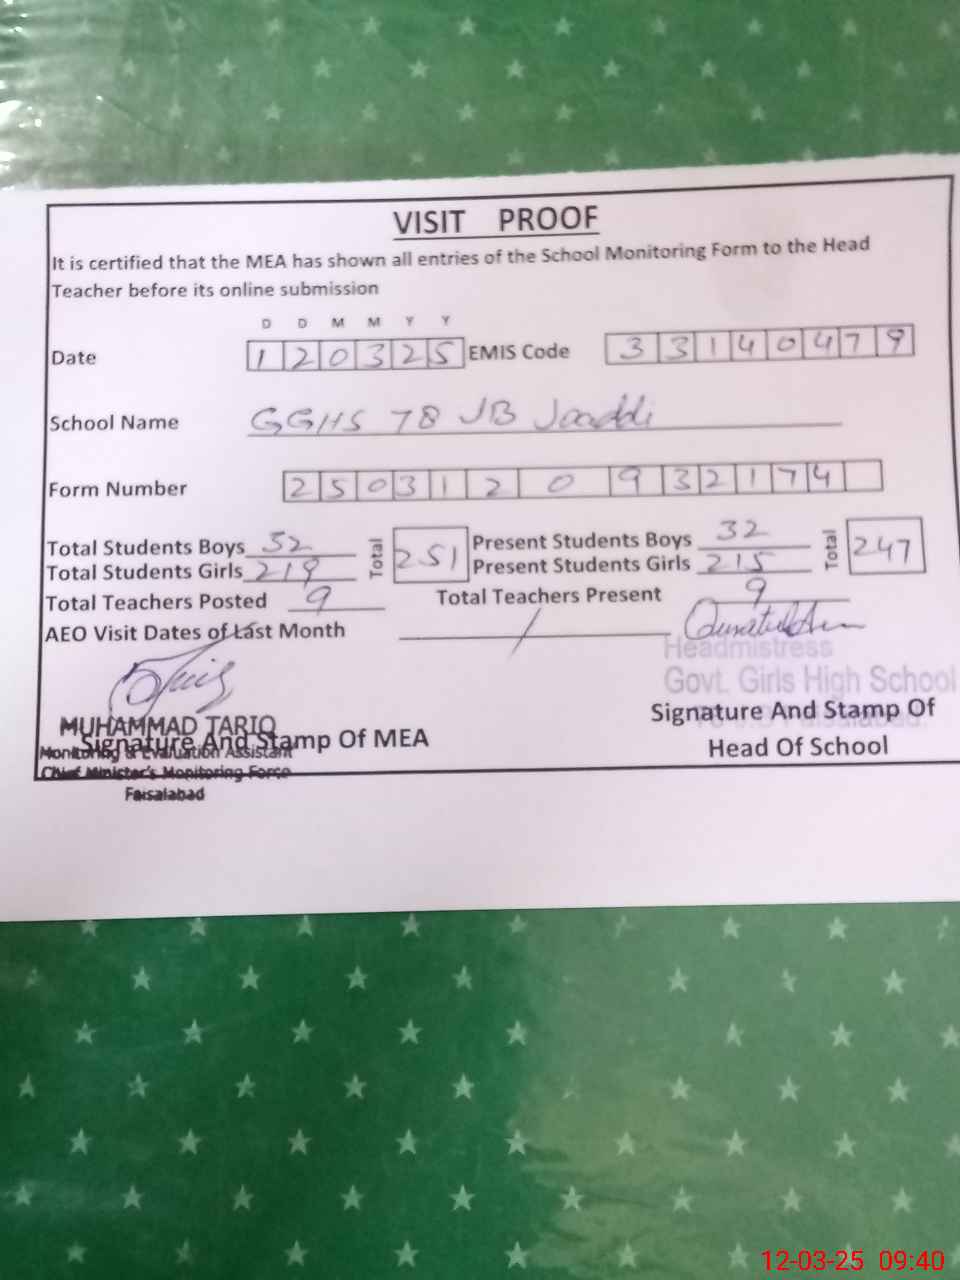 VISIT PROOF
It is certified that the MEA has shown all entries of the School Monitoring Form to the Head
Teacher before its online submission
D D M M Y Y
Date 1 2 0 3 2 5 EMIS Code 3 3 1 4 0 4 7 9
School Name GGHS 78 JB
Form Number 2 5 0 3 1 2 0 9 3 2 1 7 4
Total Students Boys 32 Total 251 Present Students Boys 32 Total 247
Total Students Girls 219 Present Students Girls 215
Total Teachers Posted 9 Total Teachers Present 9
AEO Visit Dates of Last Month /
Headmistress
Govt. Girls High School
Faisalabad.
Signature And Stamp Of
Head Of School
MUHAMMAD TARIQ
Signature And Stamp Of MEA
Monitoring & Evaluation Assistant
Chief Minister's Monitoring Force
Faisalabad
12-03-25 09:40